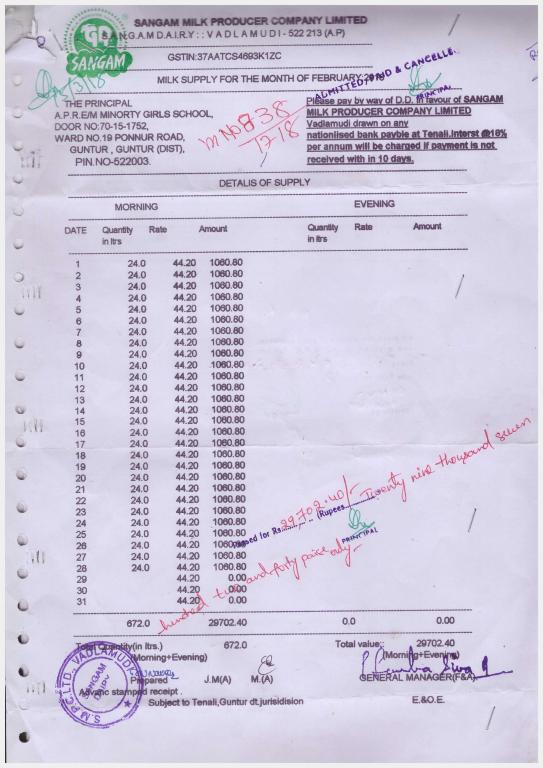 SANGAM MILK PRODUCER COMPANY LIMITED
SANGAM D.A.I.R.Y : : V A D L A M U D I - 522 213 (A.P)
SANGAM
GSTIN:37AATCS4693K1ZC
MILK SUPPLY FOR THE MONTH OF FEBRUARY
ADMITTED, PAID & CANCELLE.
PRINCIPAL
THE PRINCIPAL
A.P.R.E/M MINORTY GIRLS SCHOOL,
DOOR NO:70-15-1752,
WARD NO.19 PONNUR ROAD,
GUNTUR , GUNTUR (DIST),
PIN.NO-522003.
M No 838
17-18
Please pay by way of D.D. in favour of SANGAM
MILK PRODUCER COMPANY LIMITED
Vadlamudi drawn on any
nationlised bank payble at Tenali.Interst @18%
per annum will be charged if payment is not
received with in 10 days.
DETALIS OF SUPPLY
MORNING EVENING
DATE Quantity in ltrs Rate Amount Quantity in ltrs Rate Amount
1 24.0 44.20 1060.80
2 24.0 44.20 1060.80
3 24.0 44.20 1060.80
4 24.0 44.20 1060.80
5 24.0 44.20 1060.80
6 24.0 44.20 1060.80
7 24.0 44.20 1060.80
8 24.0 44.20 1060.80
9 24.0 44.20 1060.80
10 24.0 44.20 1060.80
11 24.0 44.20 1060.80
12 24.0 44.20 1060.80
13 24.0 44.20 1060.80
14 24.0 44.20 1060.80
15 24.0 44.20 1060.80
16 24.0 44.20 1060.80
17 24.0 44.20 1060.80
18 24.0 44.20 1060.80
19 24.0 44.20 1060.80
20 24.0 44.20 1060.80
21 24.0 44.20 1060.80
22 24.0 44.20 1060.80
23 24.0 44.20 1060.80
24 24.0 44.20 1060.80
25 24.0 44.20 1060.80
26 24.0 44.20 1060.80
27 24.0 44.20 1060.80
28 24.0 44.20 1060.80
29 44.20 0.00
30 44.20 0.00
31 44.20 0.00
for Rs. 29702.40/- (Rupees Twenty nine thousand seven
hundred two and forty paise only-
PRINCIPAL
672.0 29702.40 0.0 0.00
Total Quantity(in ltrs.) 672.0 Total value:: 29702.40
(Morning+Evening) (Morning+Evening)
Prepared J.M(A) M.(A) GENERAL MANAGER(F&A)
Advanc stamped receipt .
Subject to Tenali,Guntur dt.jurisidision E.&O.E.
S.M.P.C.LTD., VADLAMUDI
SANGAM DAIRY